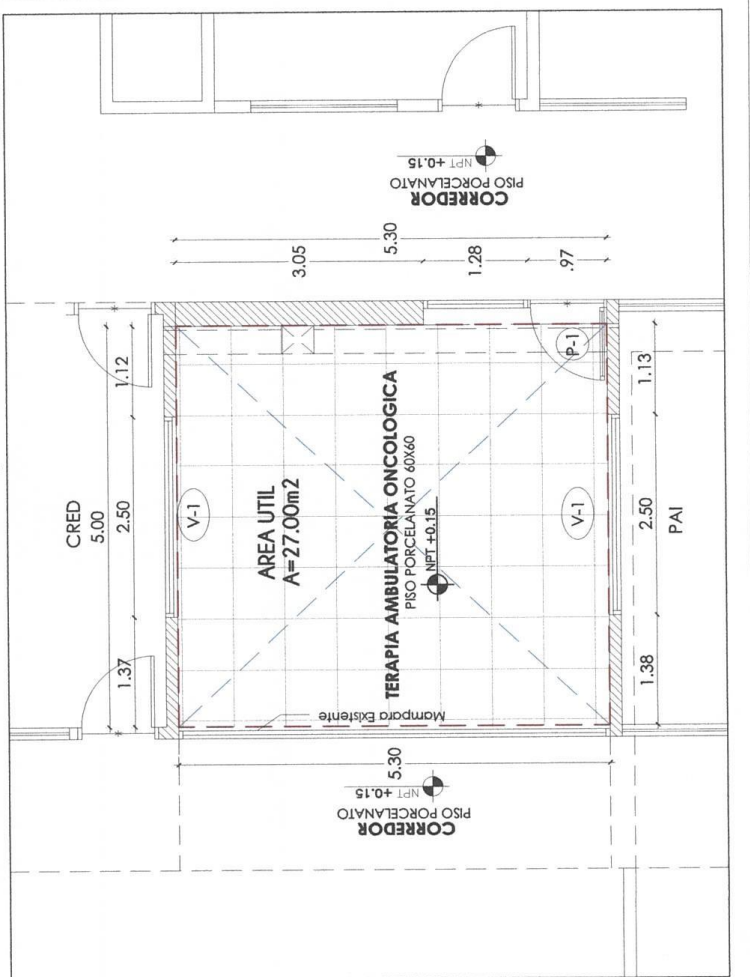 CORREDOR
PISO PORCELANATO
NPT +0.15
5.30
3.05
1.28
.97
CRED
5.00
1.37
2.50
1.12
V-1
P-1
AREA UTIL
A=27.00m2
TERAPIA AMBULATORIA ONCOLOGICA
PISO PORCELANATO 60X60
NPT +0.15
V-1
Mampara Existente
1.38
2.50
1.13
PAI
5.30
CORREDOR
PISO PORCELANATO
NPT +0.15